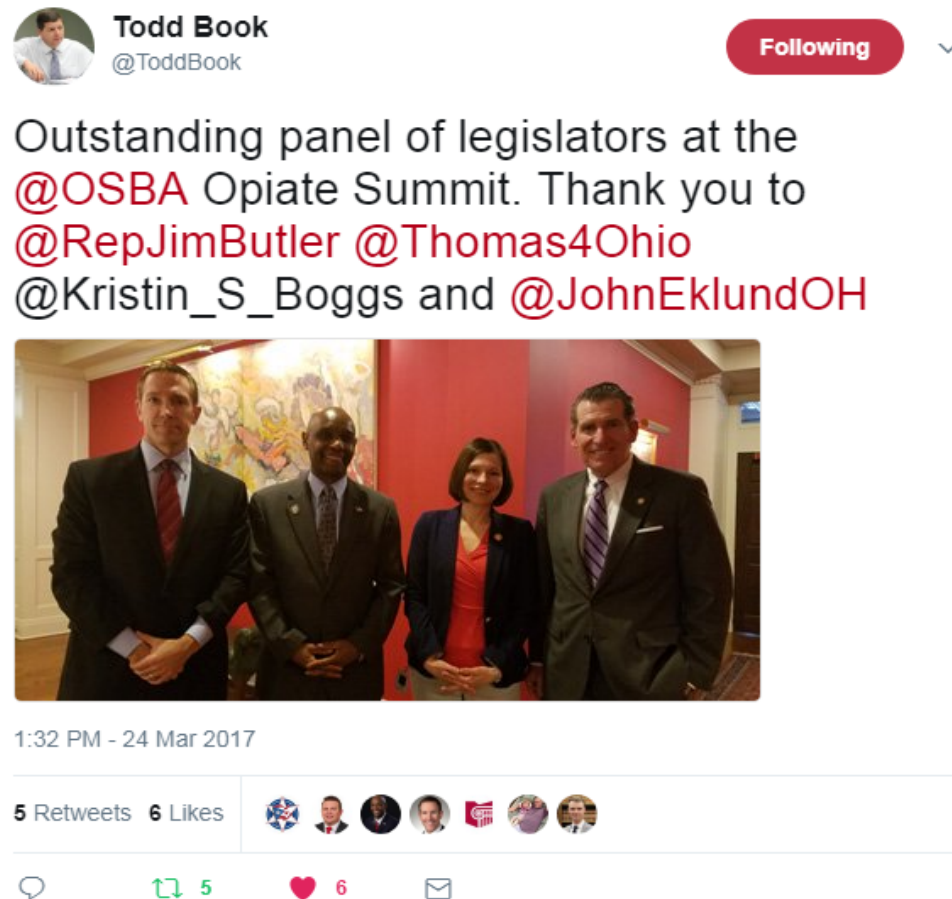 Todd Book
@ToddBook
Following
Outstanding panel of legislators at the
@OSBA Opiate Summit. Thank you to
@RepJimButler @Thomas4Ohio
@Kristin_S_Boggs and @JohnEklundOH
1:32 PM - 24 Mar 2017
5 Retweets 6 Likes
5 6